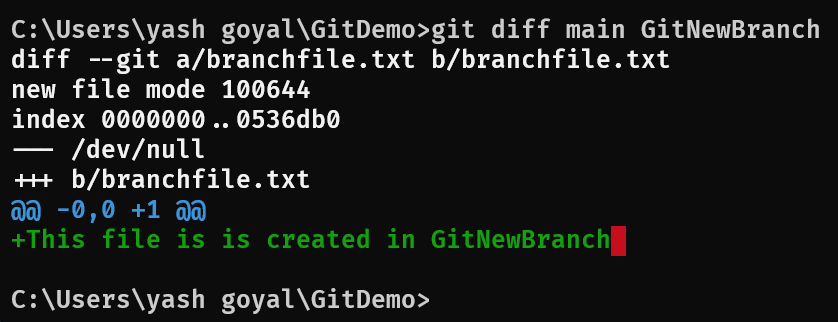 C:\Users\yash goyal\GitDemo>git diff main GitNewBranch
diff --git a/branchfile.txt b/branchfile.txt
new file mode 100644
index 0000000..0536db0
--- /dev/null
+++ b/branchfile.txt
@@ -0,0 +1 @@
+This file is is created in GitNewBranch
C:\Users\yash goyal\GitDemo>